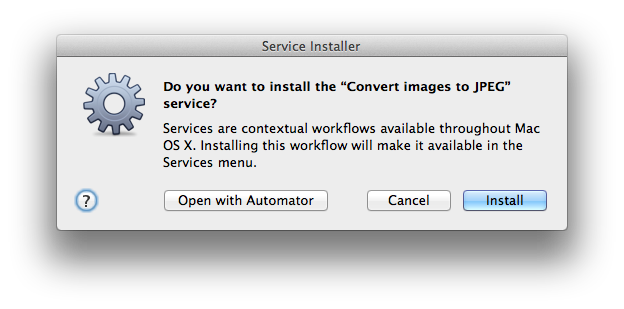 Service Installer
Do you want to install the “Convert images to JPEG”
service?
Services are contextual workflows available throughout Mac
OS X. Installing this workflow will make it available in the
Services menu.
? Open with Automator Cancel Install